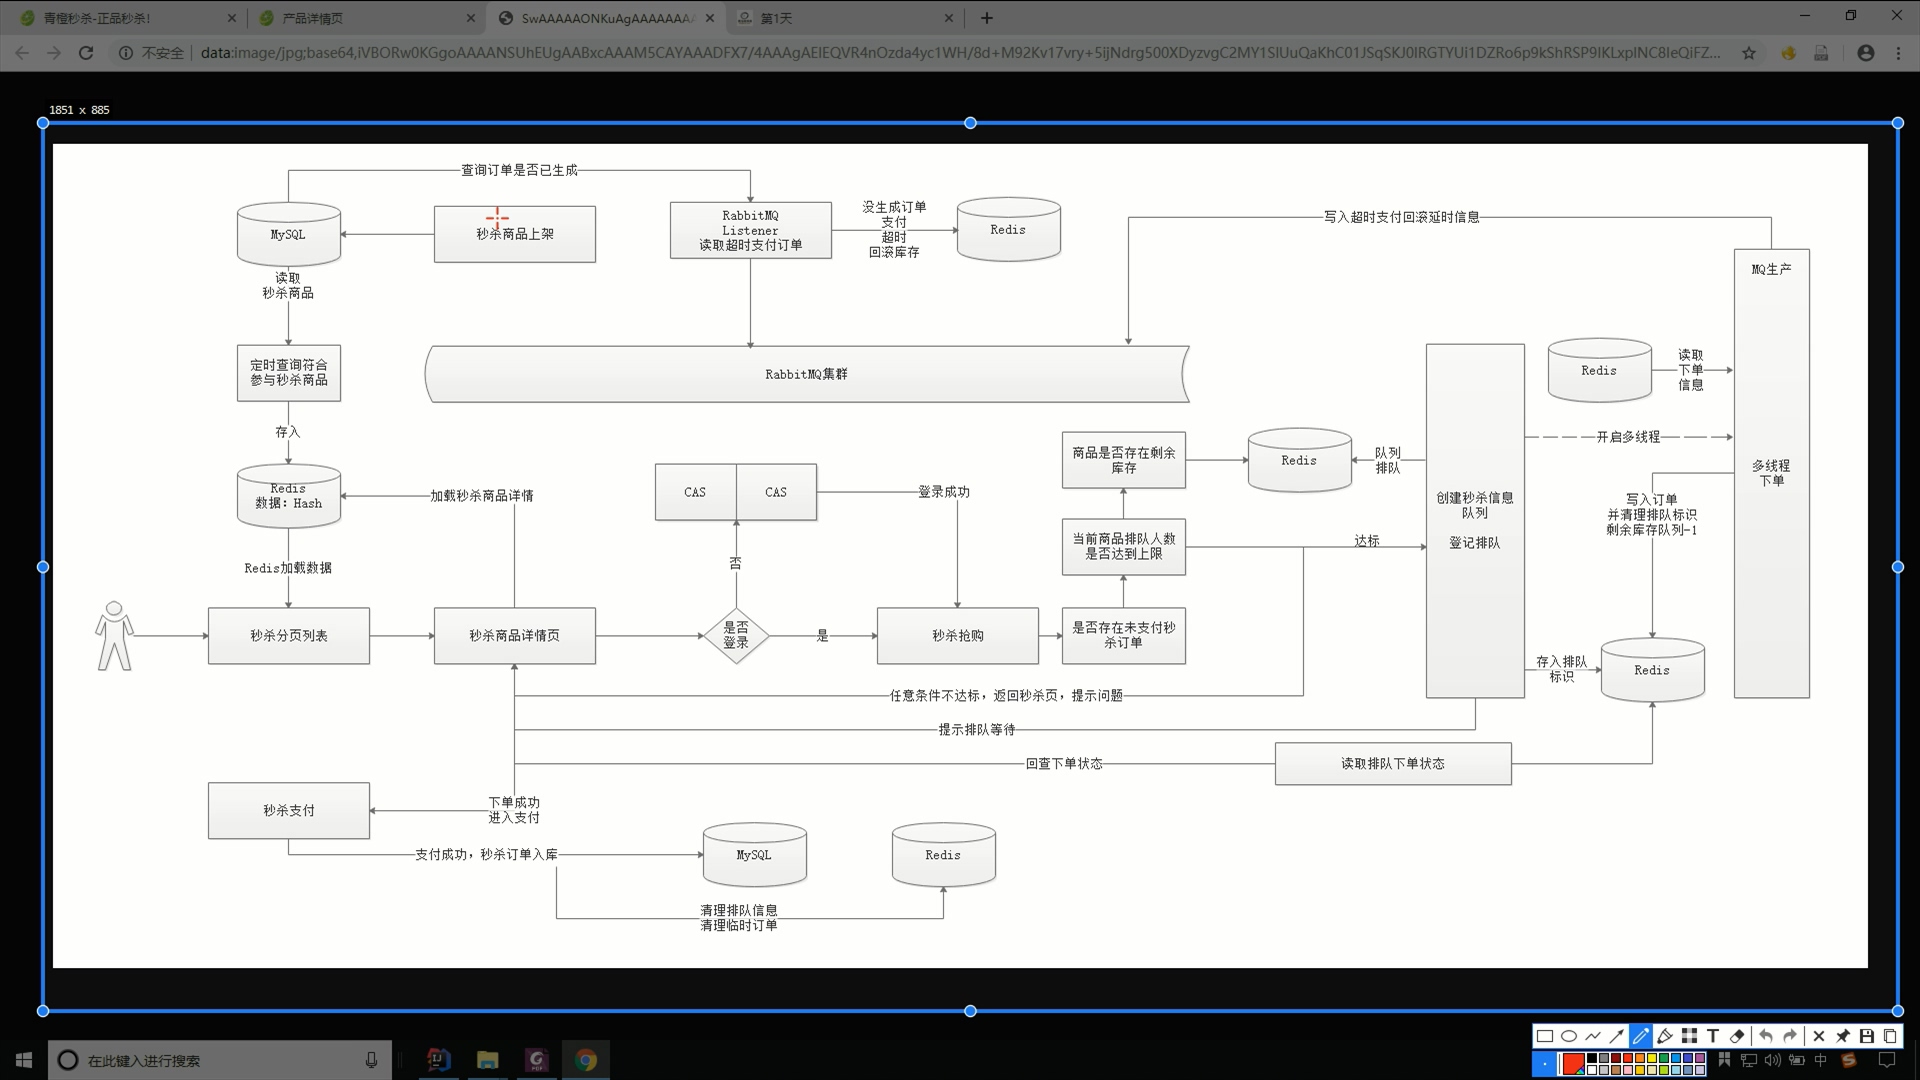 青橙秒杀-正品秒杀!
产品详情页
SwAAAAAONKuAgAAAAAAA
第1天
不安全
1851 x 885
查询订单是否已生成
MySQL
秒杀商品上架
RabbitMQ
Listener
读取超时支付订单
没生成订单
支付
超时
回滚库存
Redis
写入超时支付回滚延时信息
MQ生产
读取
秒杀商品
定时查询符合
参与秒杀商品
RabbitMQ集群
Redis
读取
下单
信息
存入
商品是否存在剩余
库存
Redis
队列
排队
开启多线程
多线程
下单
Redis
数据: Hash
加载秒杀商品详情
CAS
CAS
登录成功
创建秒杀信息
队列
登记排队
写入订单
并清理排队标识
剩余库存队列-1
当前商品排队人数
是否达到上限
达标
否
Redis加载数据
秒杀分页列表
秒杀商品详情页
是否
登录
是
秒杀抢购
是否存在未支付秒
杀订单
存入排队
标识
Redis
任意条件不达标, 返回秒杀页, 提示问题
提示排队等待
回查下单状态
读取排队下单状态
秒杀支付
下单成功
进入支付
支付成功, 秒杀订单入库
MySQL
Redis
清理排队信息
清理临时订单
在此键入进行搜索
中